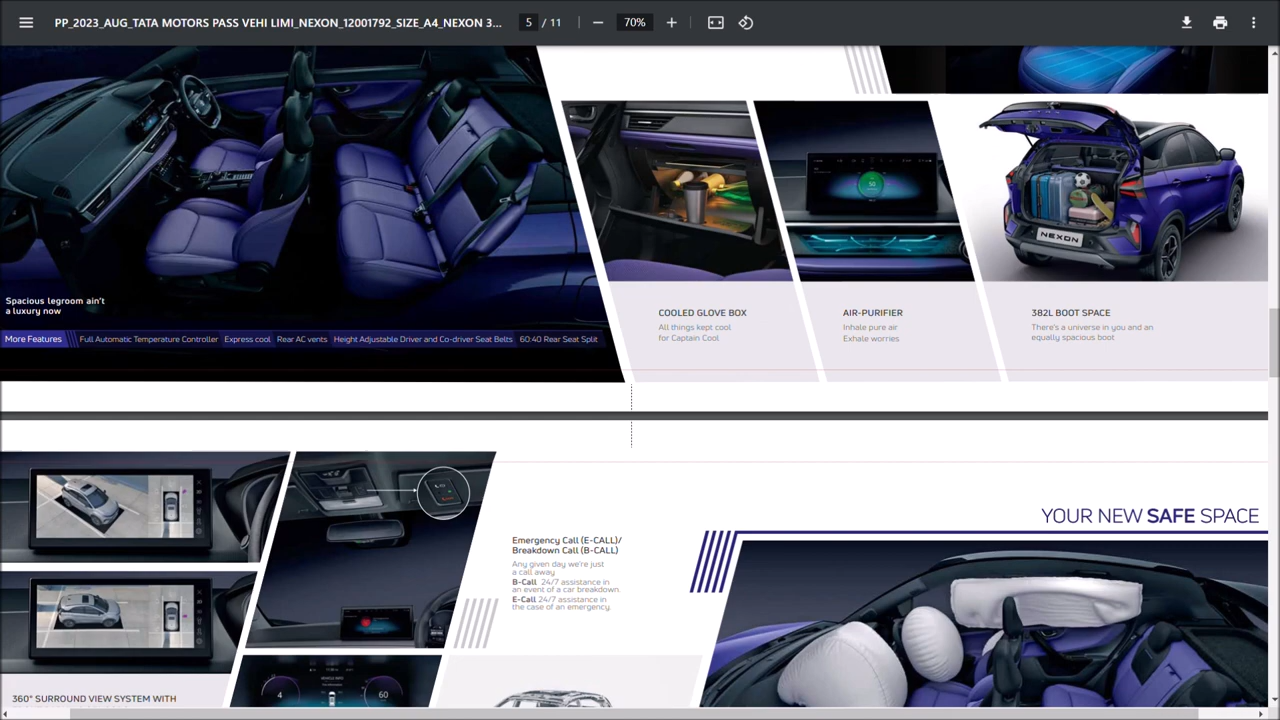 PP_2023_AUG_TATA MOTORS PASS VEHI LIMI_NEXON_12001792_SIZE_A4_NEXON 3...
5 / 11
70%
Spacious legroom ain't
a luxury now
More Features
Full Automatic Temperature Controller
Express cool
Rear AC vents
Height Adjustable Driver and Co-driver Seat Belts
60:40 Rear Seat Split
COOLED GLOVE BOX
All things kept cool
for Captain Cool
50
AIR-PURIFIER
Inhale pure air
Exhale worries
NEXON
382L BOOT SPACE
There's a universe in you and an
equally spacious boot
360° SURROUND VIEW SYSTEM WITH
Emergency Call (E-CALL)/
Breakdown Call (B-CALL)
Any given day we're just
a call away
B-Call 24/7 assistance in
an event of a car breakdown.
E-Call 24/7 assistance in
the case of an emergency.
4
60
YOUR NEW SAFE SPACE